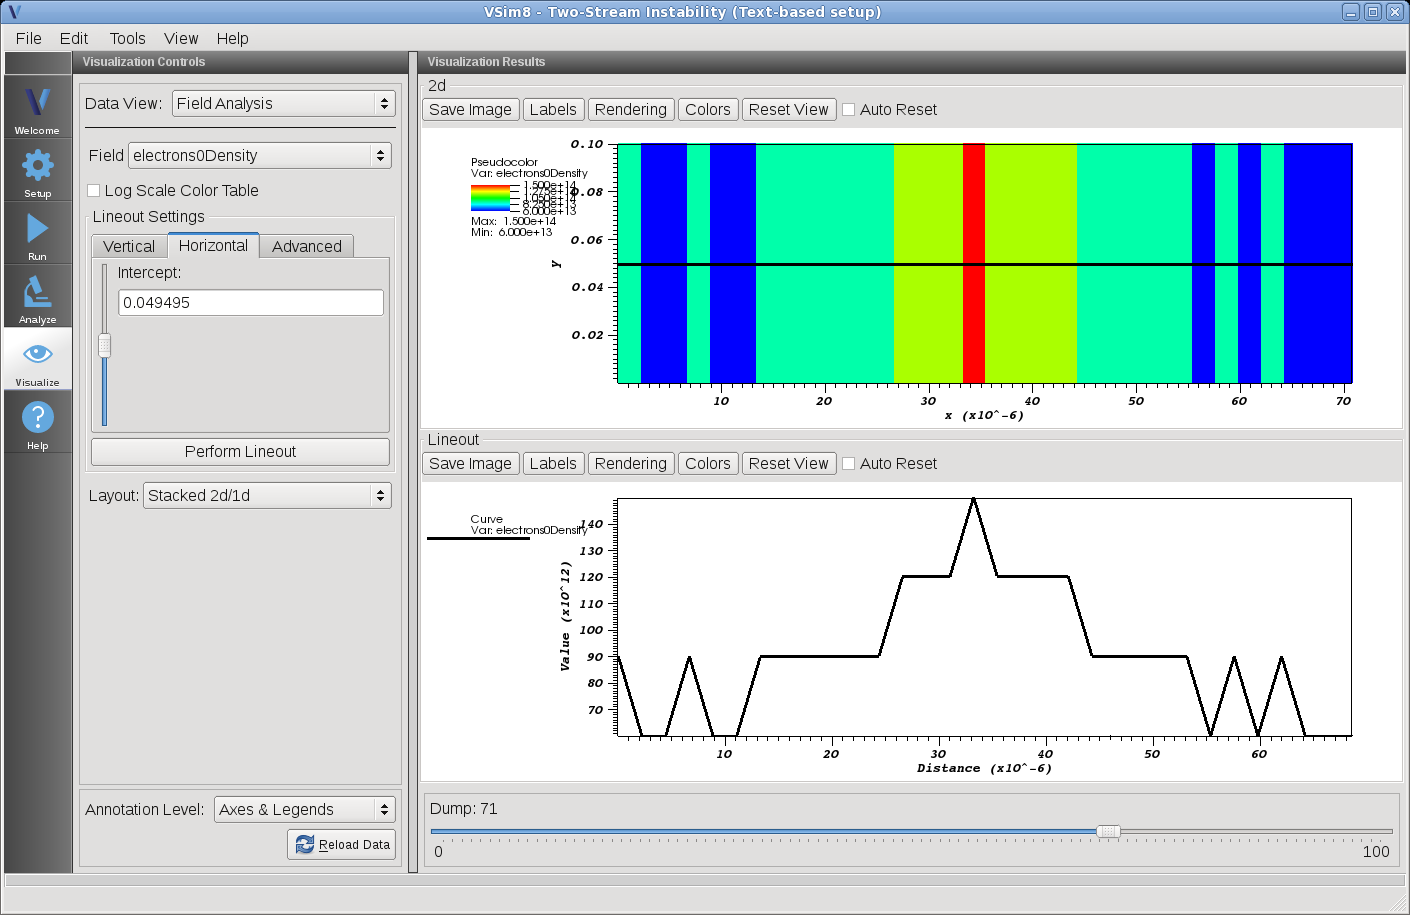 VSim8 - Two-Stream Instability (Text-based setup)
File Edit Tools View Help
Visualization Controls
Data View: Field Analysis
Field electrons0Density
Log Scale Color Table
Lineout Settings
Vertical Horizontal Advanced
Intercept:
0.049495
Perform Lineout
Layout: Stacked 2d/1d
Annotation Level: Axes & Legends
Reload Data
Welcome
Setup
Run
Analyze
Visualize
Help
Visualization Results
2d
Save Image Labels Rendering Colors Reset View Auto Reset
Pseudocolor
Var: electrons0Density
1.500e+14
1.275e+14
1.050e+14
8.250e+13
6.000e+13
Max: 1.500e+14
Min: 6.000e+13
Y
0.10
0.08
0.06
0.04
0.02
10 20 30 40 50 60 70
x (x10^-6)
Lineout
Save Image Labels Rendering Colors Reset View Auto Reset
Curve
Var: electrons0Density
Value (x10^12)
140
130
120
110
100
90
80
70
10 20 30 40 50 60
Distance (x10^-6)
Dump: 71
0 100